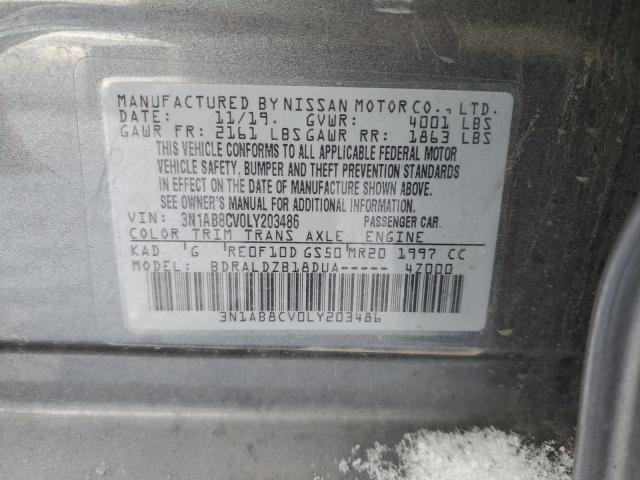 MANUFACTURED BY NISSAN MOTOR CO., LTD.
DATE: 11/19. GVWR: 4001 LBS
GAWR FR: 2161 LBS GAWR RR: 1863 LBS
THIS VEHICLE CONFORMS TO ALL APPLICABLE FEDERAL MOTOR
VEHICLE SAFETY, BUMPER AND THEFT PREVENTION STANDARDS
IN EFFECT ON THE DATE OF MANUFACTURE SHOWN ABOVE.
SEE OWNER'S MANUAL FOR ADDITIONAL INFORMATION.
VIN: 3N1AB8CV0LY203486 PASSENGER CAR.
COLOR TRIM TRANS AXLE ENGINE
KAD G RE0F10D GS50 MR20 1997 CC
MODEL: BDRALDZB18DUA----- 4Z000
3N1AB8CV0LY203486